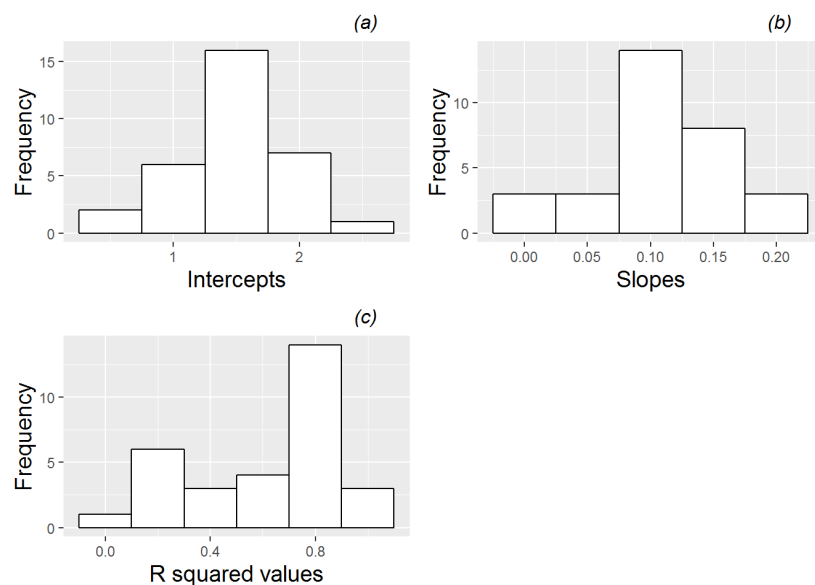 (a)
Frequency
15
10
5
0
1 2
Intercepts
(b)
Frequency
10
5
0
0.00 0.05 0.10 0.15 0.20
Slopes
(c)
Frequency
10
5
0
0.0 0.4 0.8
R squared values